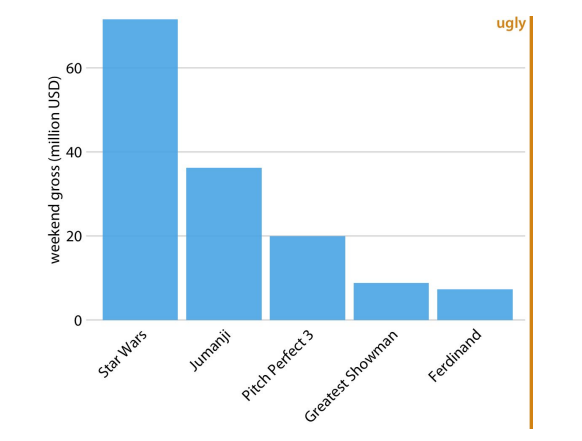 ugly
weekend gross (million USD)
60
40
20
0
Star Wars
Jumanji
Pitch Perfect 3
Greatest Showman
Ferdinand